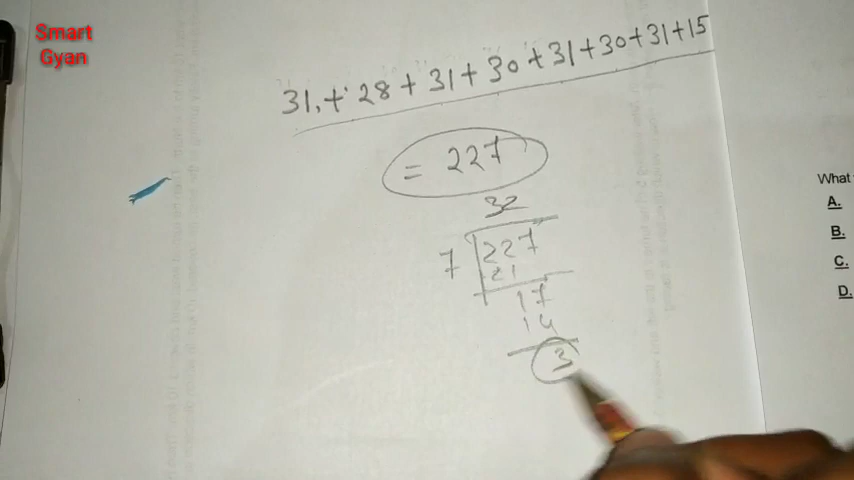 Smart
Gyan
31 + 28 + 31 + 30 + 31 + 30 + 31 + 15
= 227
32
7 227
21
17
14
3
What
A.
B.
C.
D.